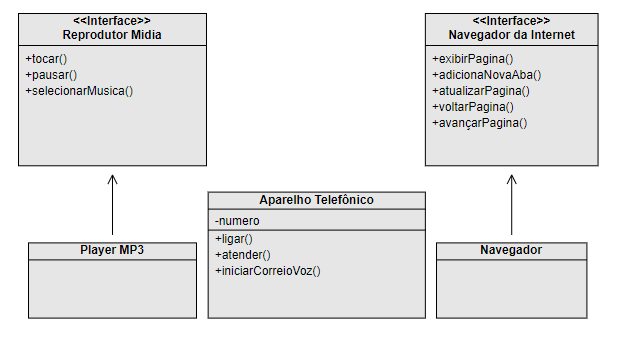 <<Interface>>
Reprodutor Midia
+tocar()
+pausar()
+selecionarMusica()
<<Interface>>
Navegador da Internet
+exibirPagina()
+adicionaNovaAba()
+atualizarPagina()
+voltarPagina()
+avançarPagina()
Player MP3
Aparelho Telefônico
-numero
+ligar()
+atender()
+iniciarCorreioVoz()
Navegador